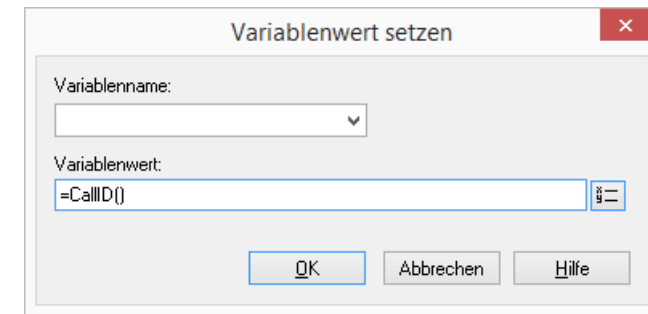 Variablenwert setzen
Variablenname:
Variablenwert:
=CallID()
OK Abbrechen Hilfe